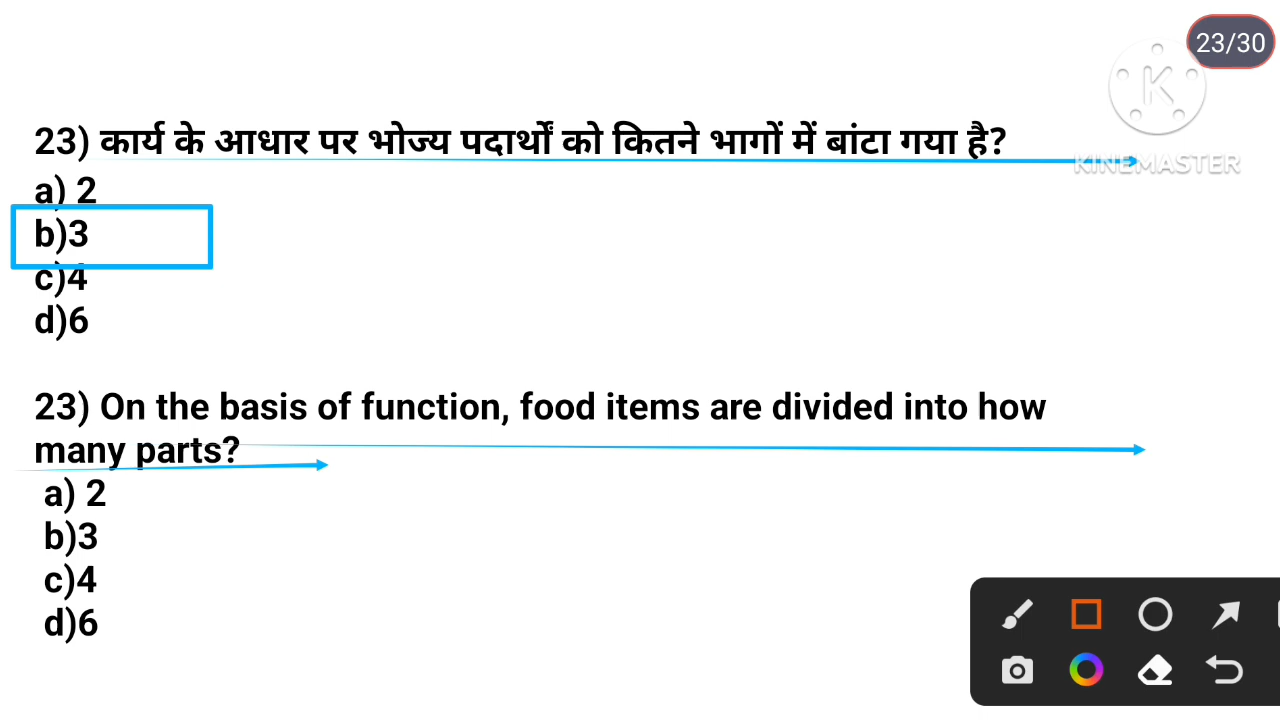 23/30
KINEMASTER
23) कार्य के आधार पर भोज्य पदार्थों को कितने भागों में बांटा गया है?
a) 2
b)3
c)4
d)6
23) On the basis of function, food items are divided into how
many parts?
a) 2
b)3
c)4
d)6